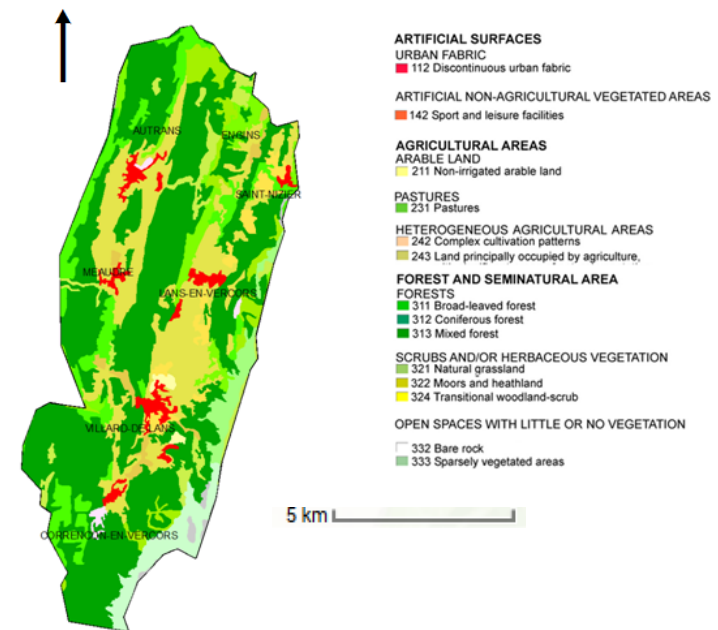 AUTRANS
ENGINS
SAINT-NIZIER
MEAUDRE
LANS-EN-VERCORS
VILLARD-DE-LANS
CORRENCON-EN-VERCORS
ARTIFICIAL SURFACES
URBAN FABRIC
112 Discontinuous urban fabric
ARTIFICIAL NON-AGRICULTURAL VEGETATED AREAS
142 Sport and leisure facilities
AGRICULTURAL AREAS
ARABLE LAND
211 Non-irrigated arable land
PASTURES
231 Pastures
HETEROGENEOUS AGRICULTURAL AREAS
242 Complex cultivation patterns
243 Land principally occupied by agriculture,
FOREST AND SEMINATURAL AREA
FORESTS
311 Broad-leaved forest
312 Coniferous forest
313 Mixed forest
SCRUBS AND/OR HERBACEOUS VEGETATION
321 Natural grassland
322 Moors and heathland
324 Transitional woodland-scrub
OPEN SPACES WITH LITTLE OR NO VEGETATION
332 Bare rock
333 Sparsely vegetated areas
5 km